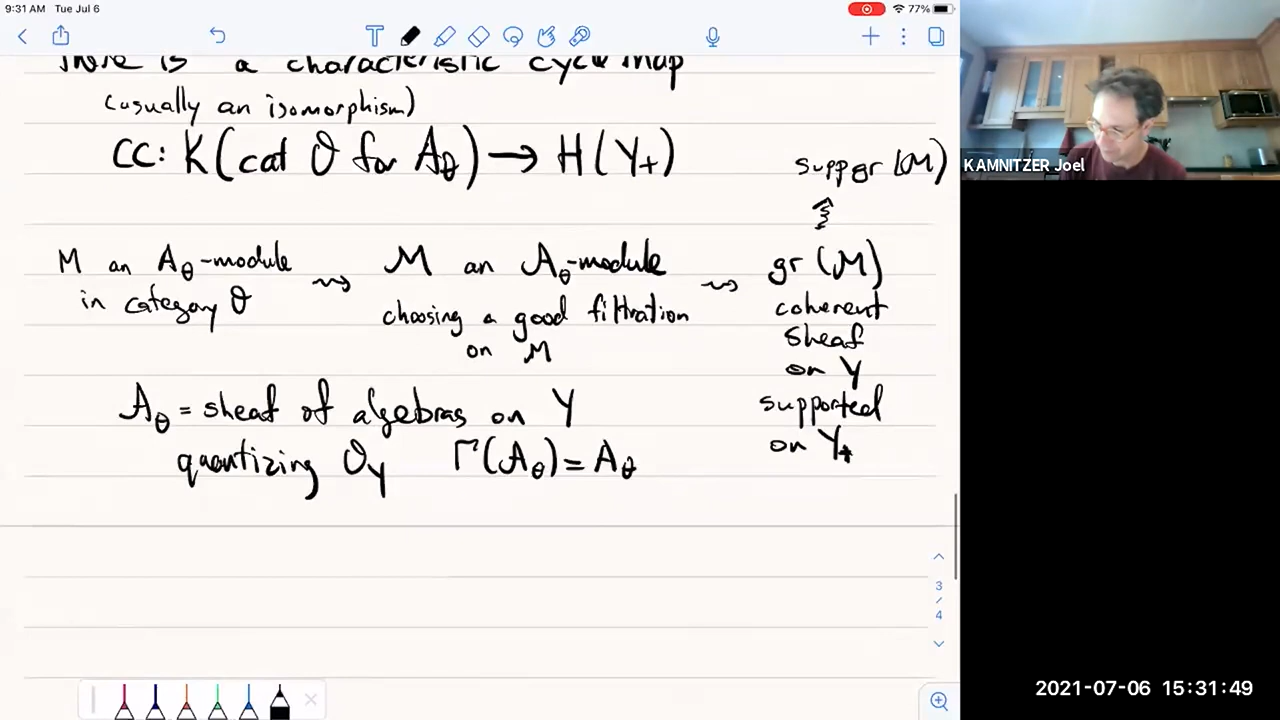 9:31 AM Tue Jul 6
77%
There is a characteristic cycle map
(usually an isomorphism)
CC: K(cat O for A_θ) → H(Y_+)
supp gr(M)
M an A_θ-module
in category O
⇝
M an A_θ-module
choosing a good filtration
on M
⇝
gr(M)
coherent
sheaf
on Y
supported
on Y_+
A_θ = sheaf of algebras on Y
quantizing O_Y Γ(A_θ) = A_θ
3
/
4
KAMNITZER Joel
2021-07-06 15:31:49